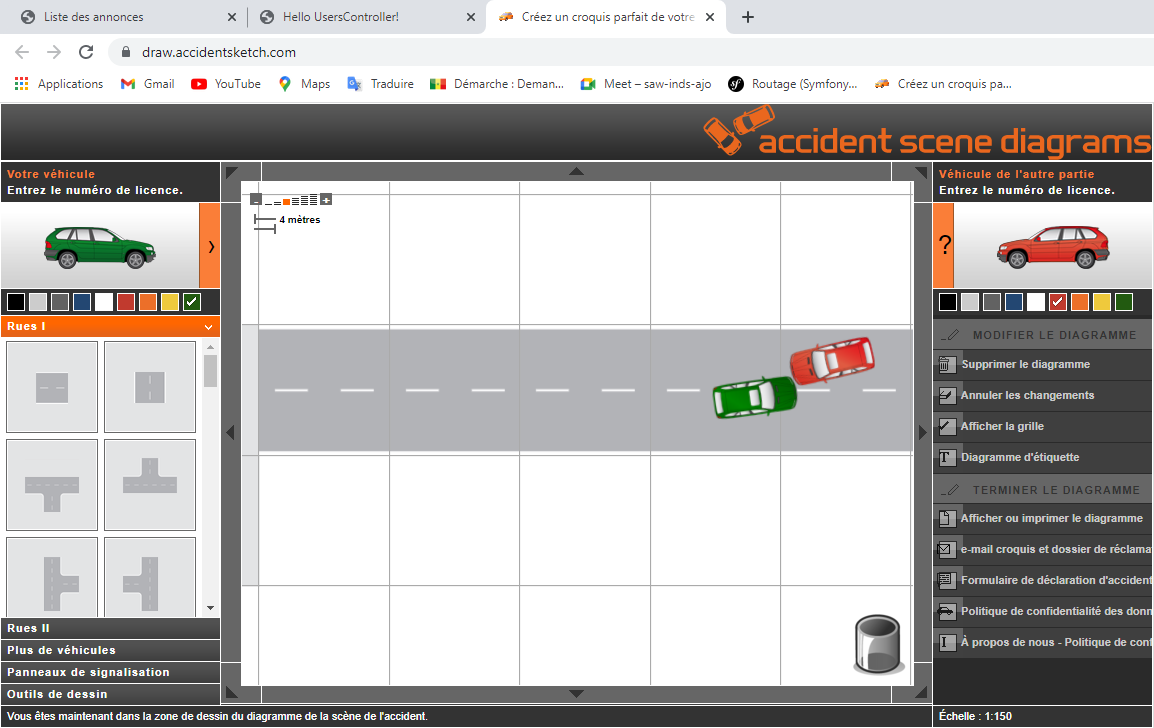 Liste des annonces
Hello UsersController!
Créez un croquis parfait de votre
draw.accidentsketch.com
Applications
Gmail
YouTube
Maps
Traduire
Démarche : Deman...
Meet – saw-inds-ajo
Routage (Symfony...
Créez un croquis pa...
accident scene diagrams
Votre véhicule
Entrez le numéro de licence.
Véhicule de l'autre partie
Entrez le numéro de licence.
4 mètres
?
Rues I
MODIFIER LE DIAGRAMME
Supprimer le diagramme
Annuler les changements
Afficher la grille
T Diagramme d'étiquette
TERMINER LE DIAGRAMME
Afficher ou imprimer le diagramme
e-mail croquis et dossier de réclama
Formulaire de déclaration d'accident
Politique de confidentialité des donn
I À propos de nous - Politique de conf
Rues II
Plus de véhicules
Panneaux de signalisation
Outils de dessin
Vous êtes maintenant dans la zone de dessin du diagramme de la scène de l'accident.
Échelle : 1:150